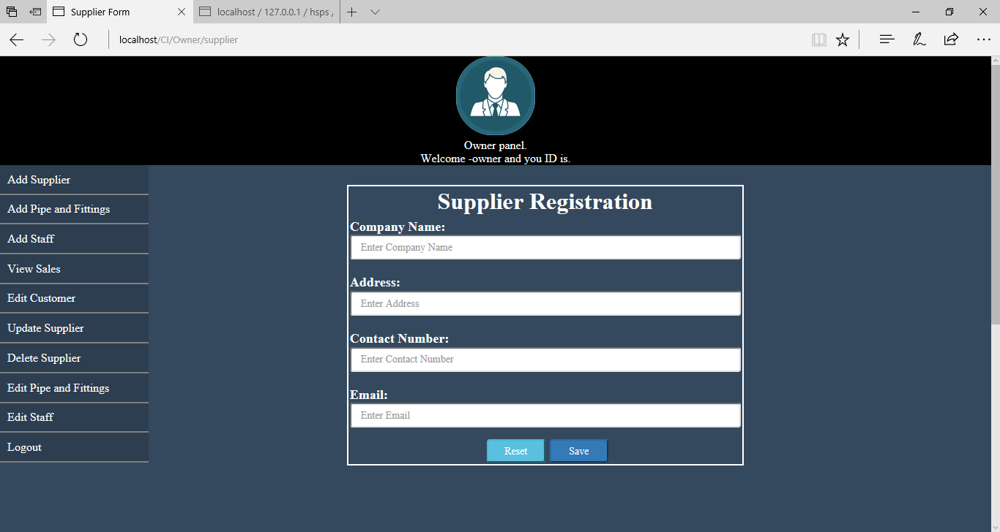 Supplier Form
localhost / 127.0.0.1 / hsps /
localhost/CI/Owner/supplier
Owner panel.
Welcome -owner and you ID is.
Add Supplier
Add Pipe and Fittings
Add Staff
View Sales
Edit Customer
Update Supplier
Delete Supplier
Edit Pipe and Fittings
Edit Staff
Logout
Supplier Registration
Company Name:
Enter Company Name
Address:
Enter Address
Contact Number:
Enter Contact Number
Email:
Enter Email
Reset Save